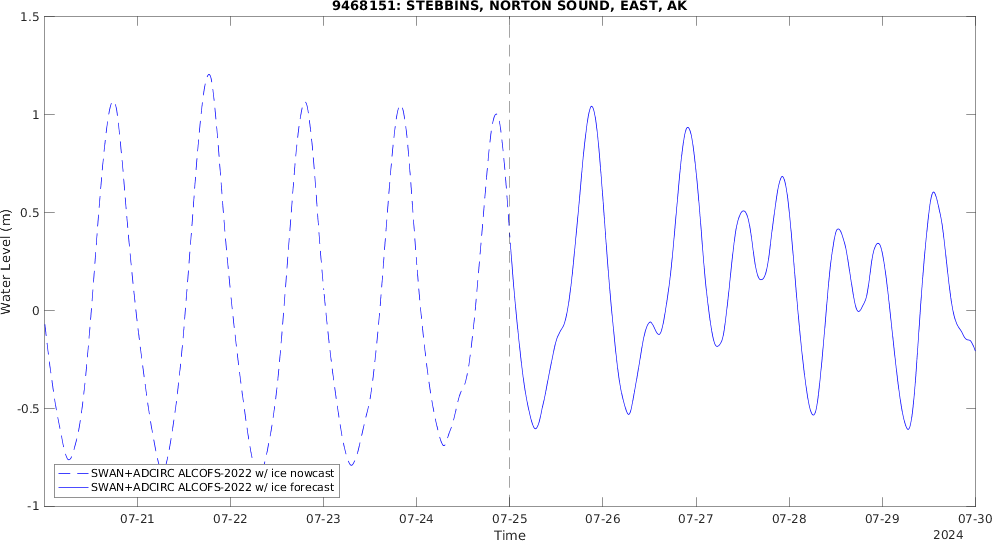 9468151: STEBBINS, NORTON SOUND, EAST, AK
1.5
1
0.5
0
-0.5
-1
Water Level (m)
SWAN+ADCIRC ALCOFS-2022 w/ ice nowcast
SWAN+ADCIRC ALCOFS-2022 w/ ice forecast
07-21 07-22 07-23 07-24 07-25 07-26 07-27 07-28 07-29 07-30
Time
2024